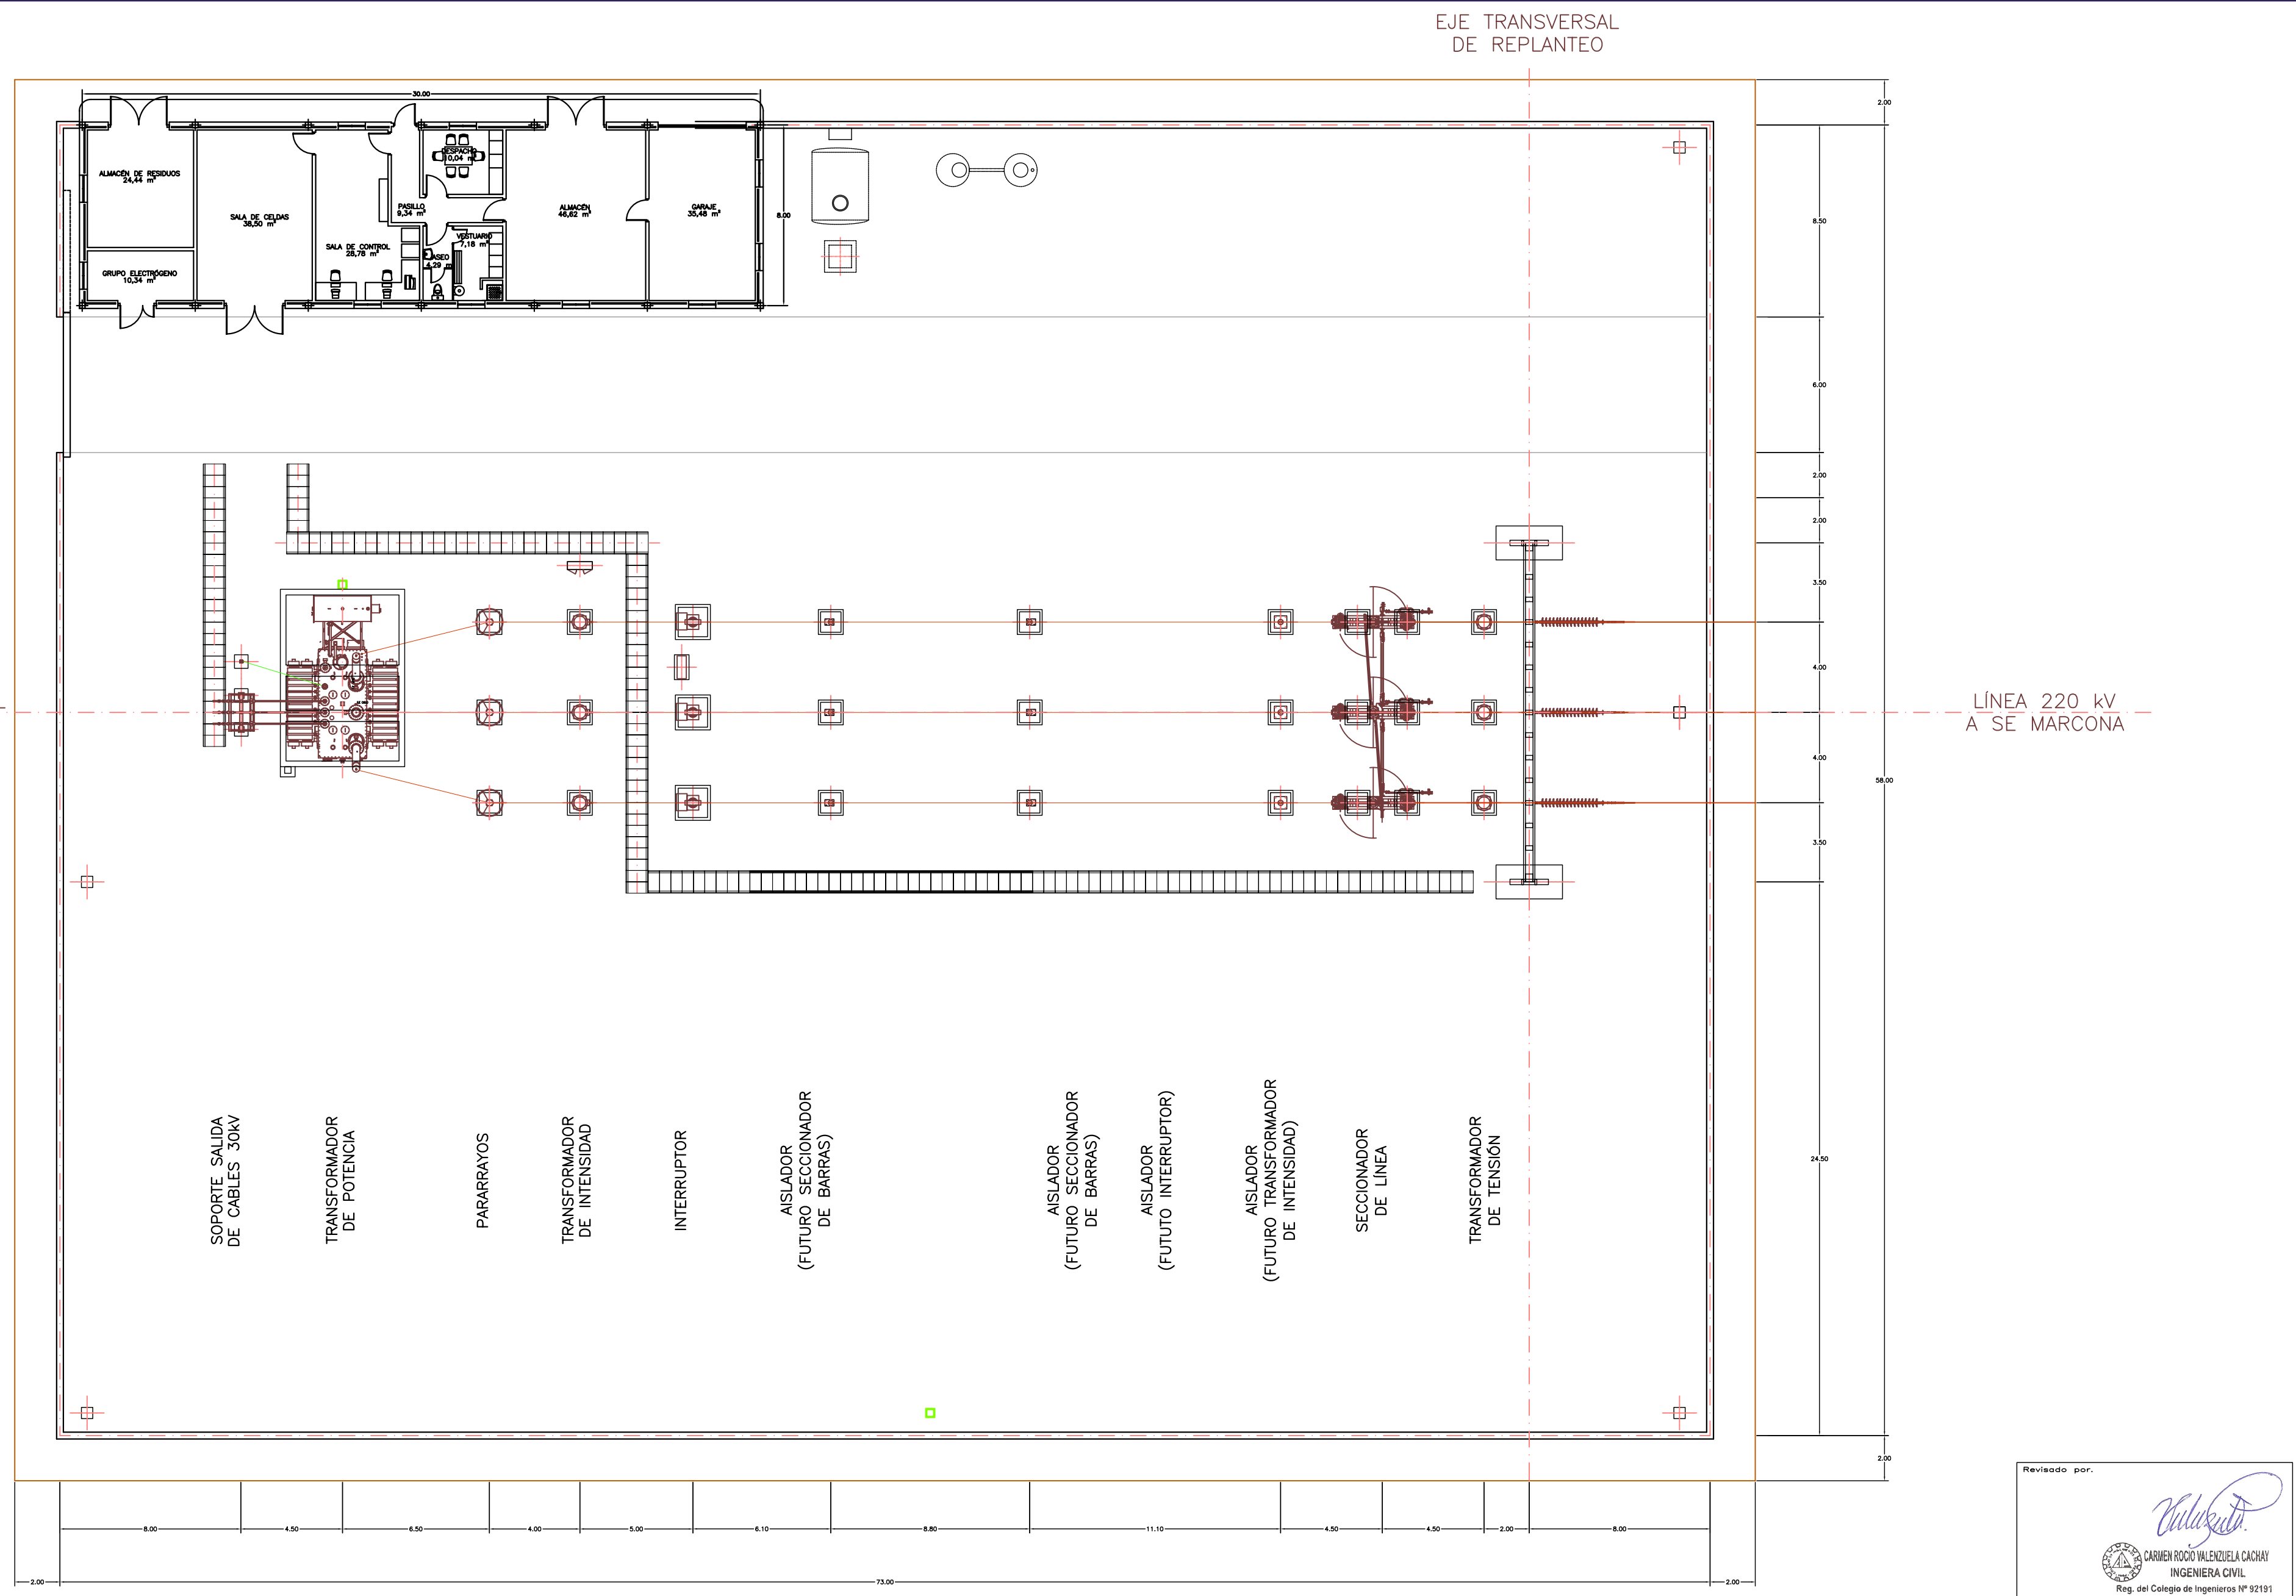 EJE TRANSVERSAL
DE REPLANTEO
30.00
2.00
ALMACÉN DE RESIDUOS
24,44 m²
SALA DE CELDAS
38,50 m²
SALA DE CONTROL
28,78 m²
GRUPO ELECTRÓGENO
10,34 m²
PASILLO
9,34 m²
DESPACHO
10,04 m²
VESTUARIO
7,18 m²
ASEO
4,29 m
ALMACÉN
46,62 m²
GARAJE
35,48 m²
8.00
8.50
6.00
2.00
2.00
3.50
4.00
4.00
3.50
58.00
24.50
2.00
LÍNEA 220 kV
A SE MARCONA
SOPORTE SALIDA
DE CABLES 30kV
TRANSFORMADOR
DE POTENCIA
PARARRAYOS
TRANSFORMADOR
DE INTENSIDAD
INTERRUPTOR
AISLADOR
(FUTURO SECCIONADOR
DE BARRAS)
AISLADOR
(FUTURO SECCIONADOR
DE BARRAS)
AISLADOR
(FUTUTO INTERRUPTOR)
AISLADOR
(FUTURO TRANSFORMADOR
DE INTENSIDAD)
SECCIONADOR
DE LÍNEA
TRANSFORMADOR
DE TENSIÓN
8.00 4.50 6.50 4.00 5.00 6.10 8.80 11.10 4.50 4.50 2.00 8.00
2.00 73.00 2.00
Revisado por.
CARMEN ROCIO VALENZUELA CACHAY
INGENIERA CIVIL
Reg. del Colegio de Ingenieros Nº 92191